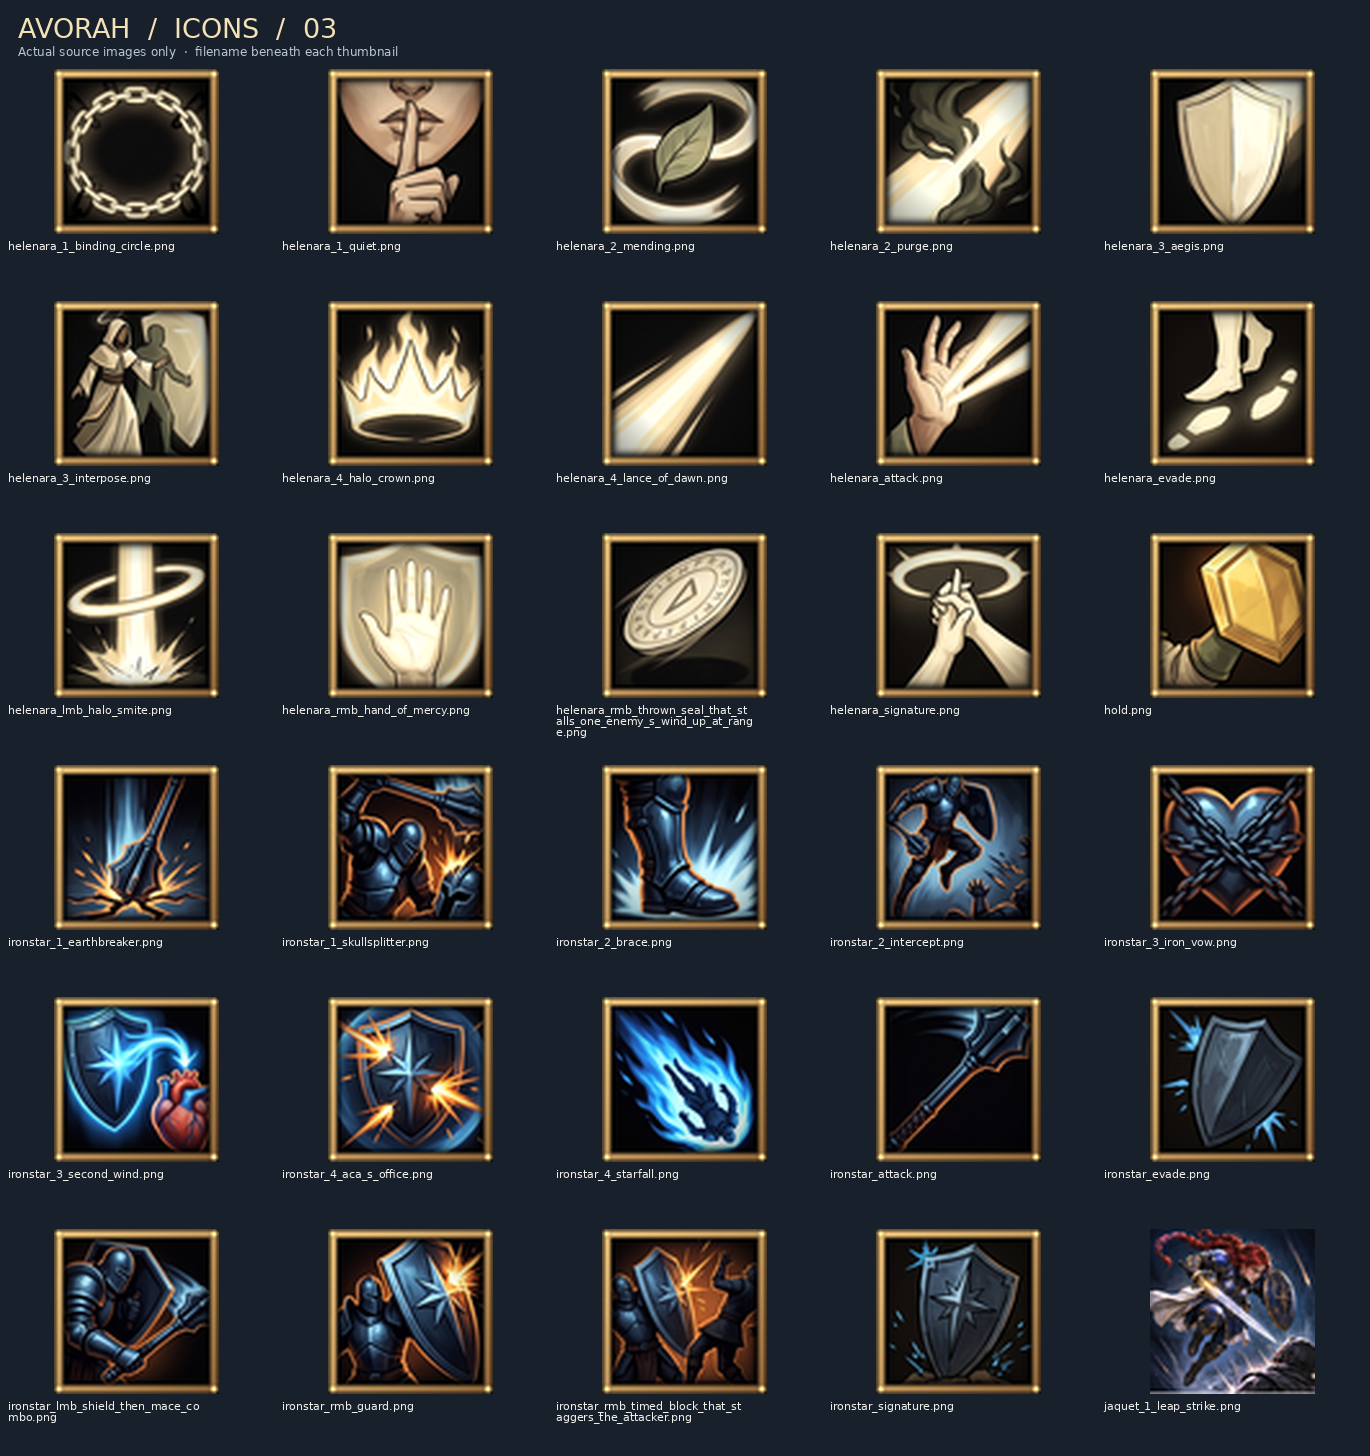 AVORAH / ICONS / 03
Actual source images only · filename beneath each thumbnail
helenara_1_binding_circle.png
helenara_1_quiet.png
helenara_2_mending.png
helenara_2_purge.png
helenara_3_aegis.png
helenara_3_interpose.png
helenara_4_halo_crown.png
helenara_4_lance_of_dawn.png
helenara_attack.png
helenara_evade.png
helenara_lmb_halo_smite.png
helenara_rmb_hand_of_mercy.png
helenara_rmb_thrown_seal_that_st
alls_one_enemy_s_wind_up_at_rang
e.png
helenara_signature.png
hold.png
ironstar_1_earthbreaker.png
ironstar_1_skullsplitter.png
ironstar_2_brace.png
ironstar_2_intercept.png
ironstar_3_iron_vow.png
ironstar_3_second_wind.png
ironstar_4_aca_s_office.png
ironstar_4_starfall.png
ironstar_attack.png
ironstar_evade.png
ironstar_lmb_shield_then_mace_co
mbo.png
ironstar_rmb_guard.png
ironstar_rmb_timed_block_that_st
aggers_the_attacker.png
ironstar_signature.png
jaquet_1_leap_strike.png